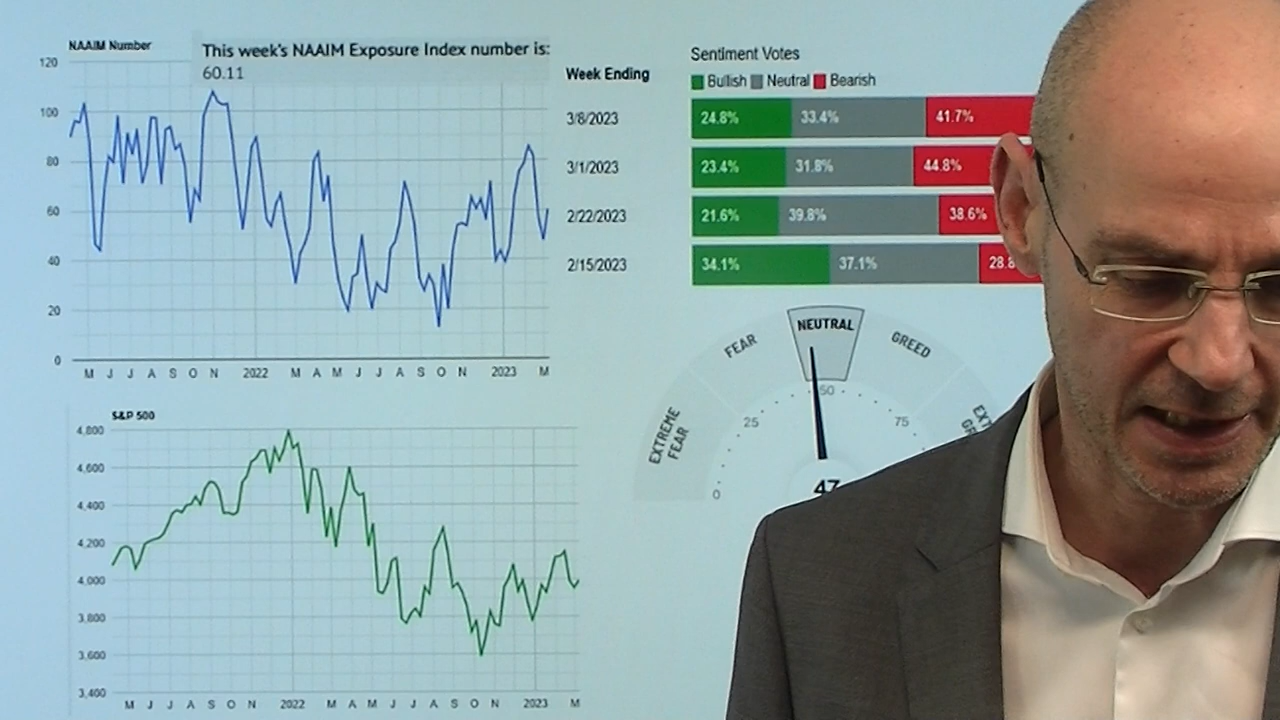 NAAIM Number
This week's NAAIM Exposure Index number is:
60.11
120
100
80
60
40
20
0
M J J A S O N 2022 M A M J J A S O N 2023 M
S&P 500
4,800
4,600
4,400
4,200
4,000
3,800
3,600
3,400
M J J A S O N 2022 A M J J A S O N 2023 M
Week Ending
3/8/2023
3/1/2023
2/22/2023
2/15/2023
Sentiment Votes
Bullish Neutral Bearish
24.8% 33.4% 41.7%
23.4% 31.8% 44.8%
21.6% 39.8% 38.6%
34.1% 37.1% 28.8
EXTREME
FEAR
FEAR
NEUTRAL
GREED
EXT
GR
0
25
50
75
47